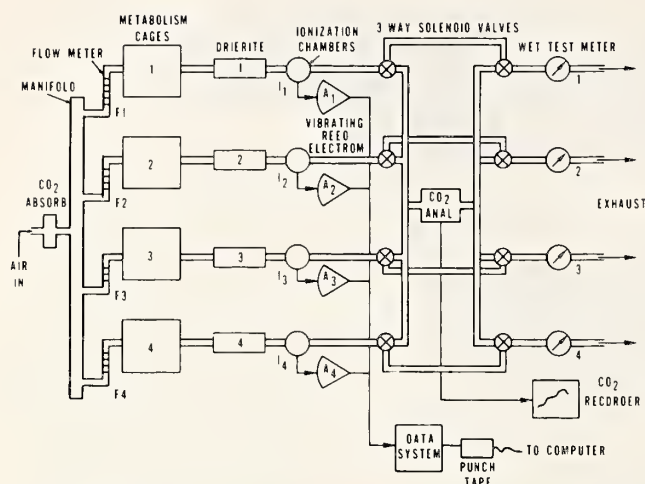 METABOLISM
CAGES
FLOW METER
MANIFOLD
DRIERITE
IONIZATION
CHAMBERS
3 WAY SOLENOID VALVES
WET TEST METER
1
1
I1
A1
1
F1
VIBRATING
REED
ELECTROM
2
2
I2
A2
2
F2
CO2
ABSORB
CO2
ANAL
EXHAUST
AIR
IN
3
3
I3
A3
3
F3
4
4
I4
A4
4
F4
CO2
RECORDER
DATA
SYSTEM
TO COMPUTER
PUNCH
TAPE